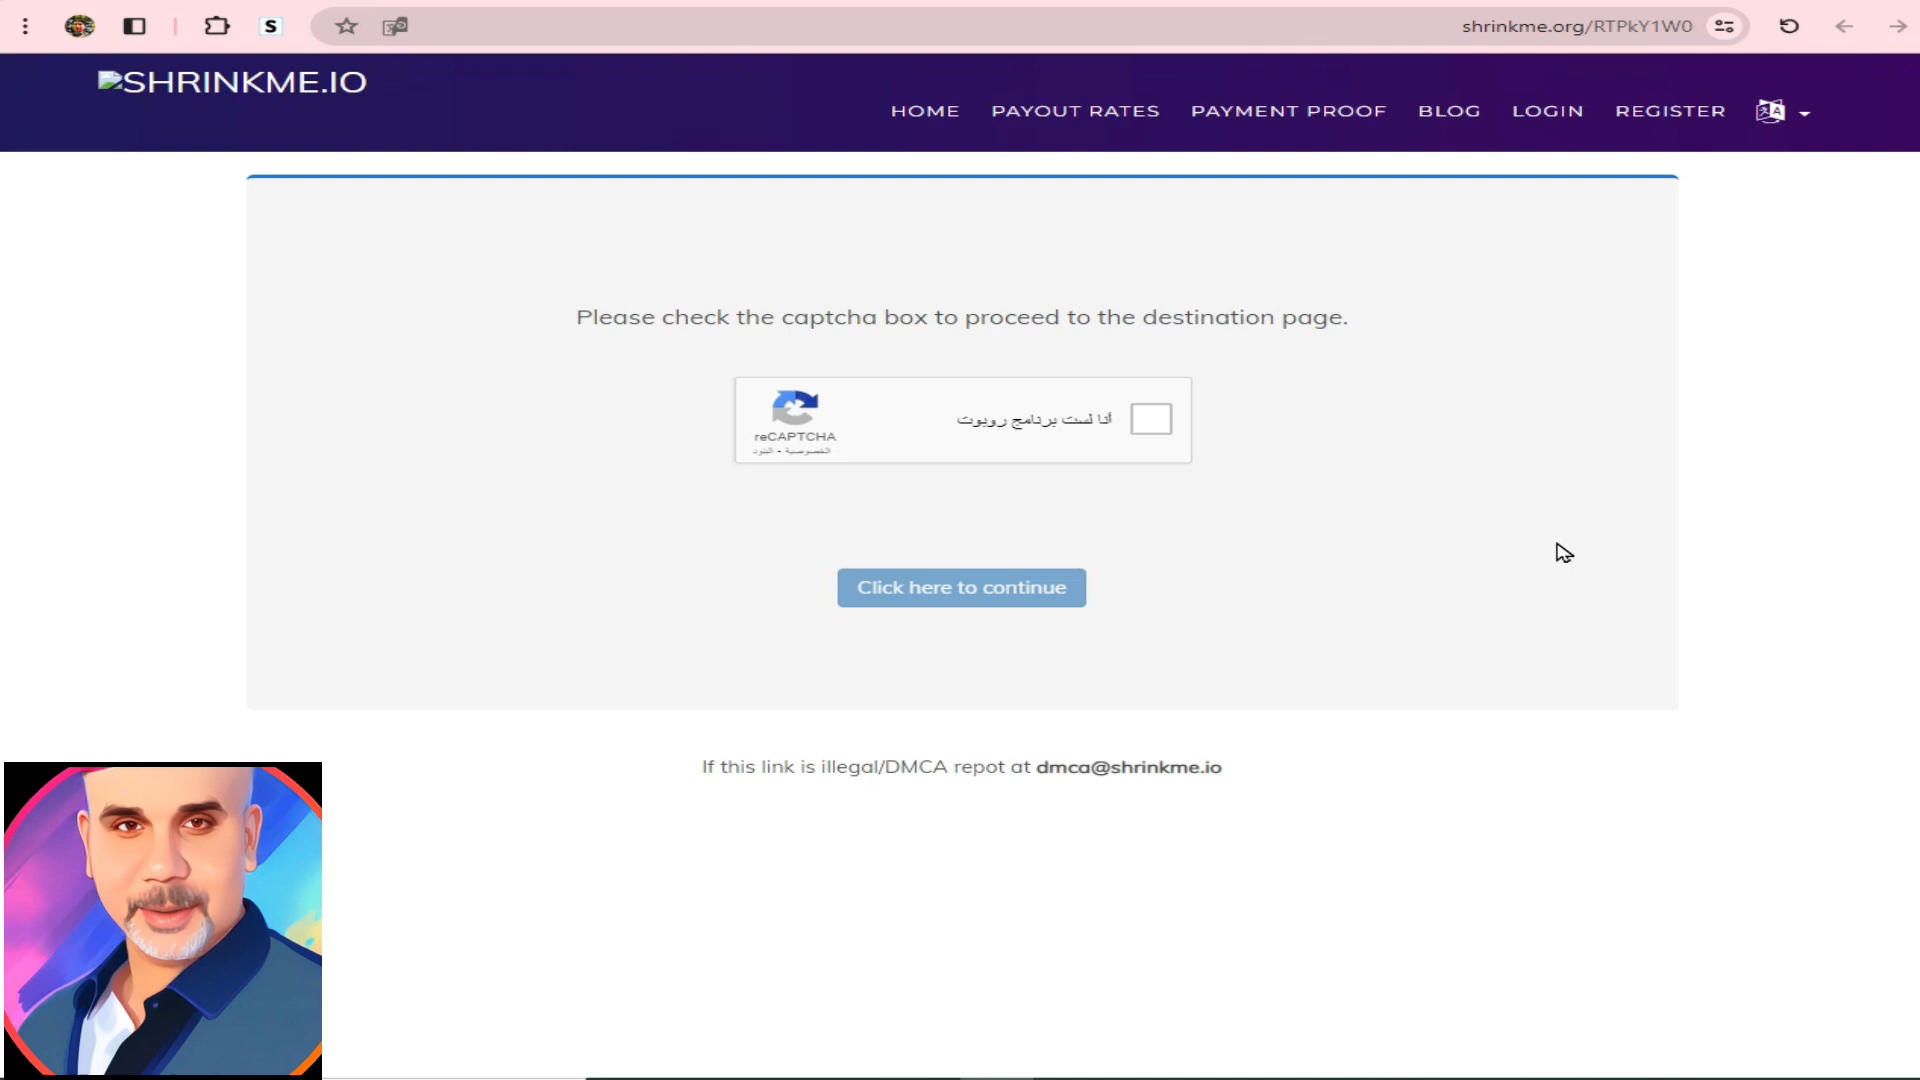 S
shrinkme.org/RTPkY1W0
SHRINKME.IO
HOME PAYOUT RATES PAYMENT PROOF BLOG LOGIN REGISTER
Please check the captcha box to proceed to the destination page.
أنا لست برنامج روبوت
reCAPTCHA
الخصوصية - البنود
Click here to continue
If this link is illegal/DMCA repot at dmca@shrinkme.io